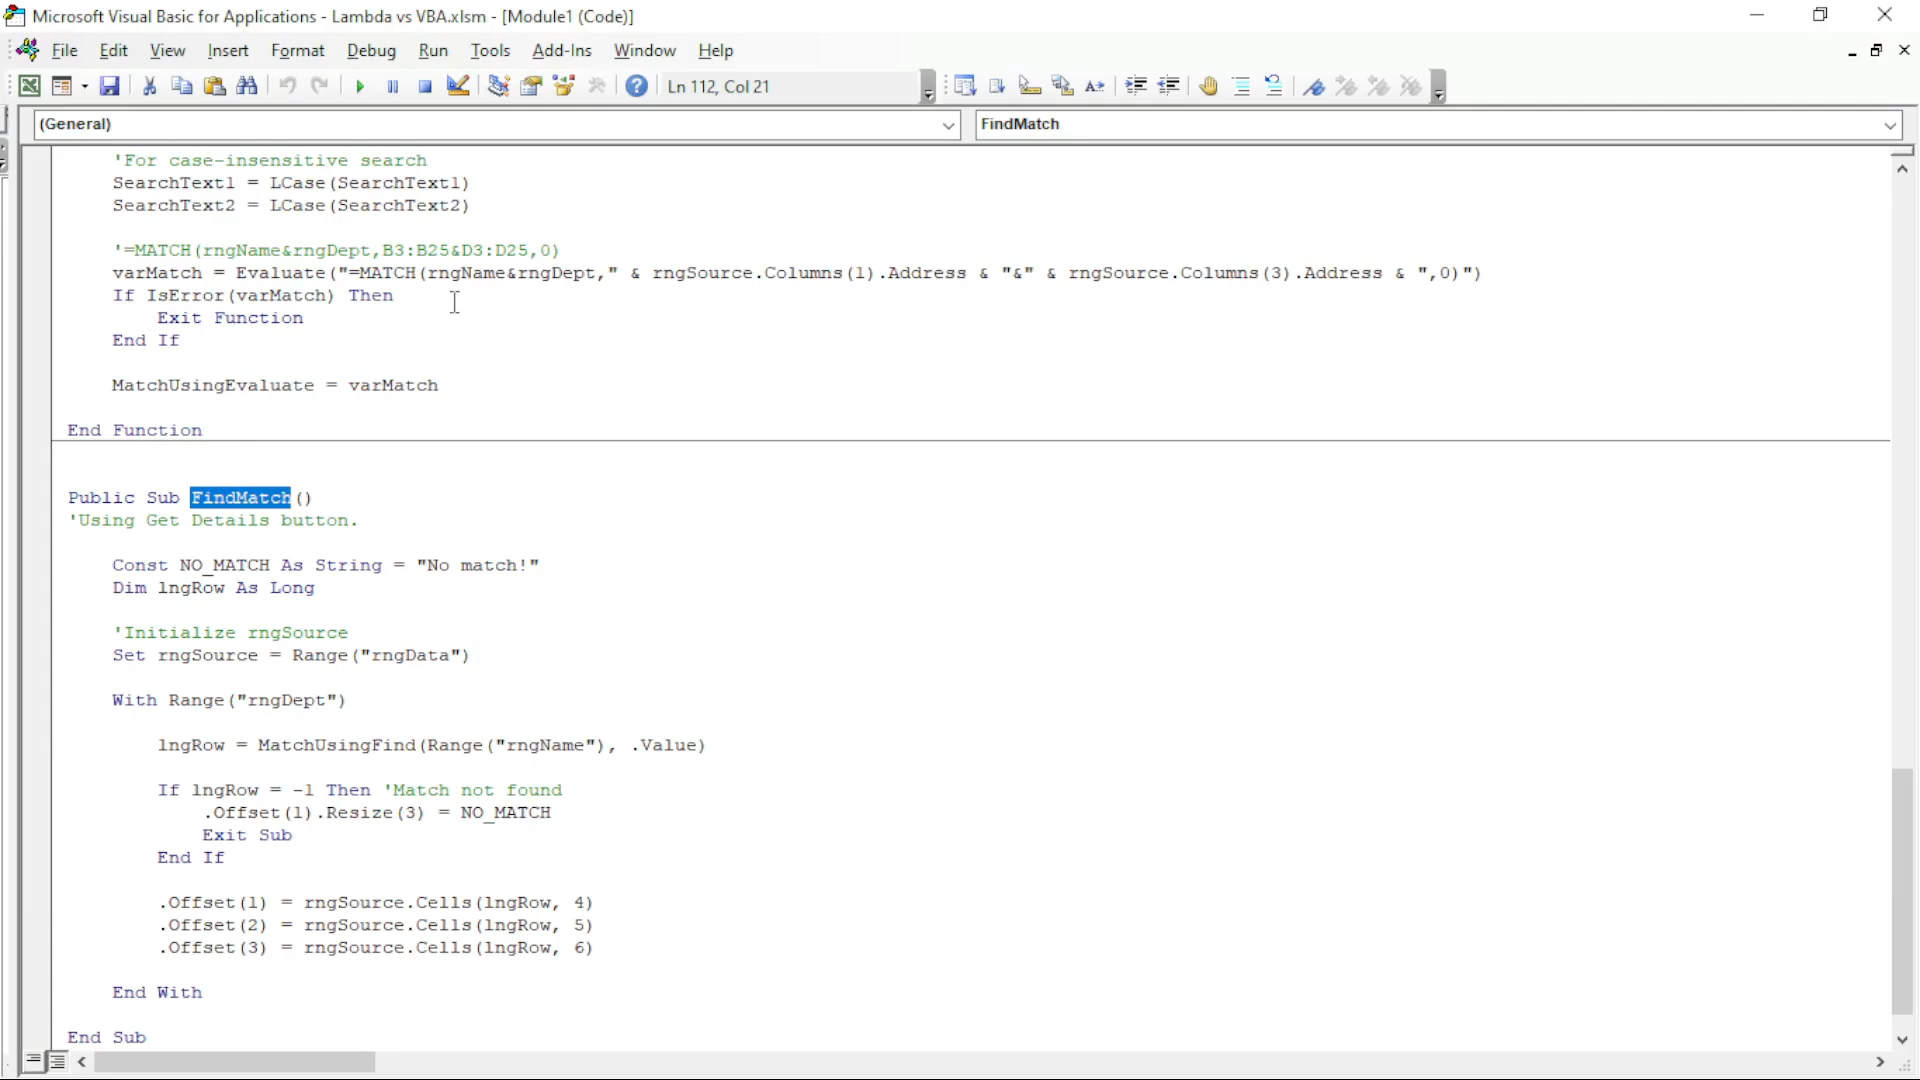 Microsoft Visual Basic for Applications - Lambda vs VBA.xlsm - [Module1 (Code)]
File Edit View Insert Format Debug Run Tools Add-Ins Window Help
Ln 112, Col 21
(General) FindMatch
'For case-insensitive search
SearchText1 = LCase(SearchText1)
SearchText2 = LCase(SearchText2)
'=MATCH(rngName&rngDept,B3:B25&D3:D25,0)
varMatch = Evaluate("=MATCH(rngName&rngDept," & rngSource.Columns(1).Address & "&" & rngSource.Columns(3).Address & ",0)")
If IsError(varMatch) Then
Exit Function
End If
MatchUsingEvaluate = varMatch
End Function
Public Sub FindMatch()
'Using Get Details button.
Const NO_MATCH As String = "No match!"
Dim lngRow As Long
'Initialize rngSource
Set rngSource = Range("rngData")
With Range("rngDept")
lngRow = MatchUsingFind(Range("rngName"), .Value)
If lngRow = -1 Then 'Match not found
.Offset(1).Resize(3) = NO_MATCH
Exit Sub
End If
.Offset(1) = rngSource.Cells(lngRow, 4)
.Offset(2) = rngSource.Cells(lngRow, 5)
.Offset(3) = rngSource.Cells(lngRow, 6)
End With
End Sub